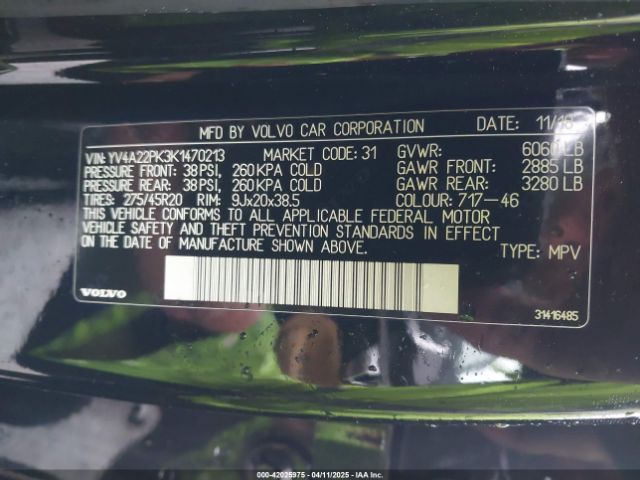 MFD BY VOLVO CAR CORPORATION DATE: 11/18
VIN: YV4A22PK3K1470213 MARKET CODE: 31 GVWR: 6060 LB
PRESSURE FRONT: 38 PSI, 260 KPA COLD GAWR FRONT: 2885 LB
PRESSURE REAR: 38 PSI, 260 KPA COLD GAWR REAR: 3280 LB
TIRES: 275/45R20 RIM: 9Jx20x38.5 COLOUR: 717-46
THIS VEHICLE CONFORMS TO ALL APPLICABLE FEDERAL MOTOR
VEHICLE SAFETY AND THEFT PREVENTION STANDARDS IN EFFECT
ON THE DATE OF MANUFACTURE SHOWN ABOVE. TYPE: MPV
VOLVO 31416485
000-42025975 - 04/11/2025 - IAA Inc.